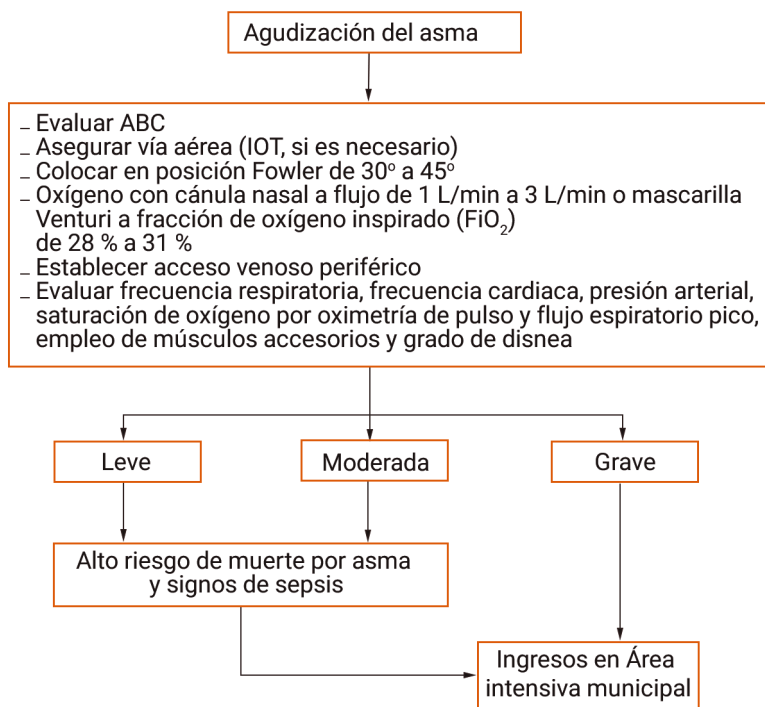 Agudización del asma
_ Evaluar ABC
_ Asegurar vía aérea (IOT, si es necesario)
_ Colocar en posición Fowler de 30º a 45º
_ Oxígeno con cánula nasal a flujo de 1 L/min a 3 L/min o mascarilla
Venturi a fracción de oxígeno inspirado (FiO₂)
de 28 % a 31 %
_ Establecer acceso venoso periférico
_ Evaluar frecuencia respiratoria, frecuencia cardiaca, presión arterial,
saturación de oxígeno por oximetría de pulso y flujo espiratorio pico,
empleo de músculos accesorios y grado de disnea
Leve
Moderada
Grave
Alto riesgo de muerte por asma
y signos de sepsis
Ingresos en Área
intensiva municipal